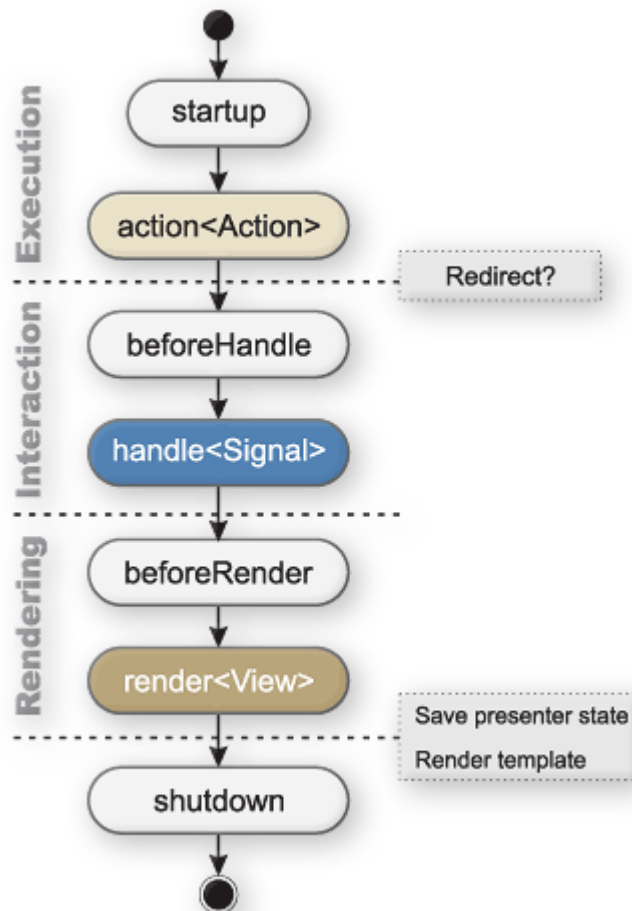 Execution
startup
action<Action>
Redirect?
Interaction
beforeHandle
handle<Signal>
Rendering
beforeRender
render<View>
Save presenter state
Render template
shutdown